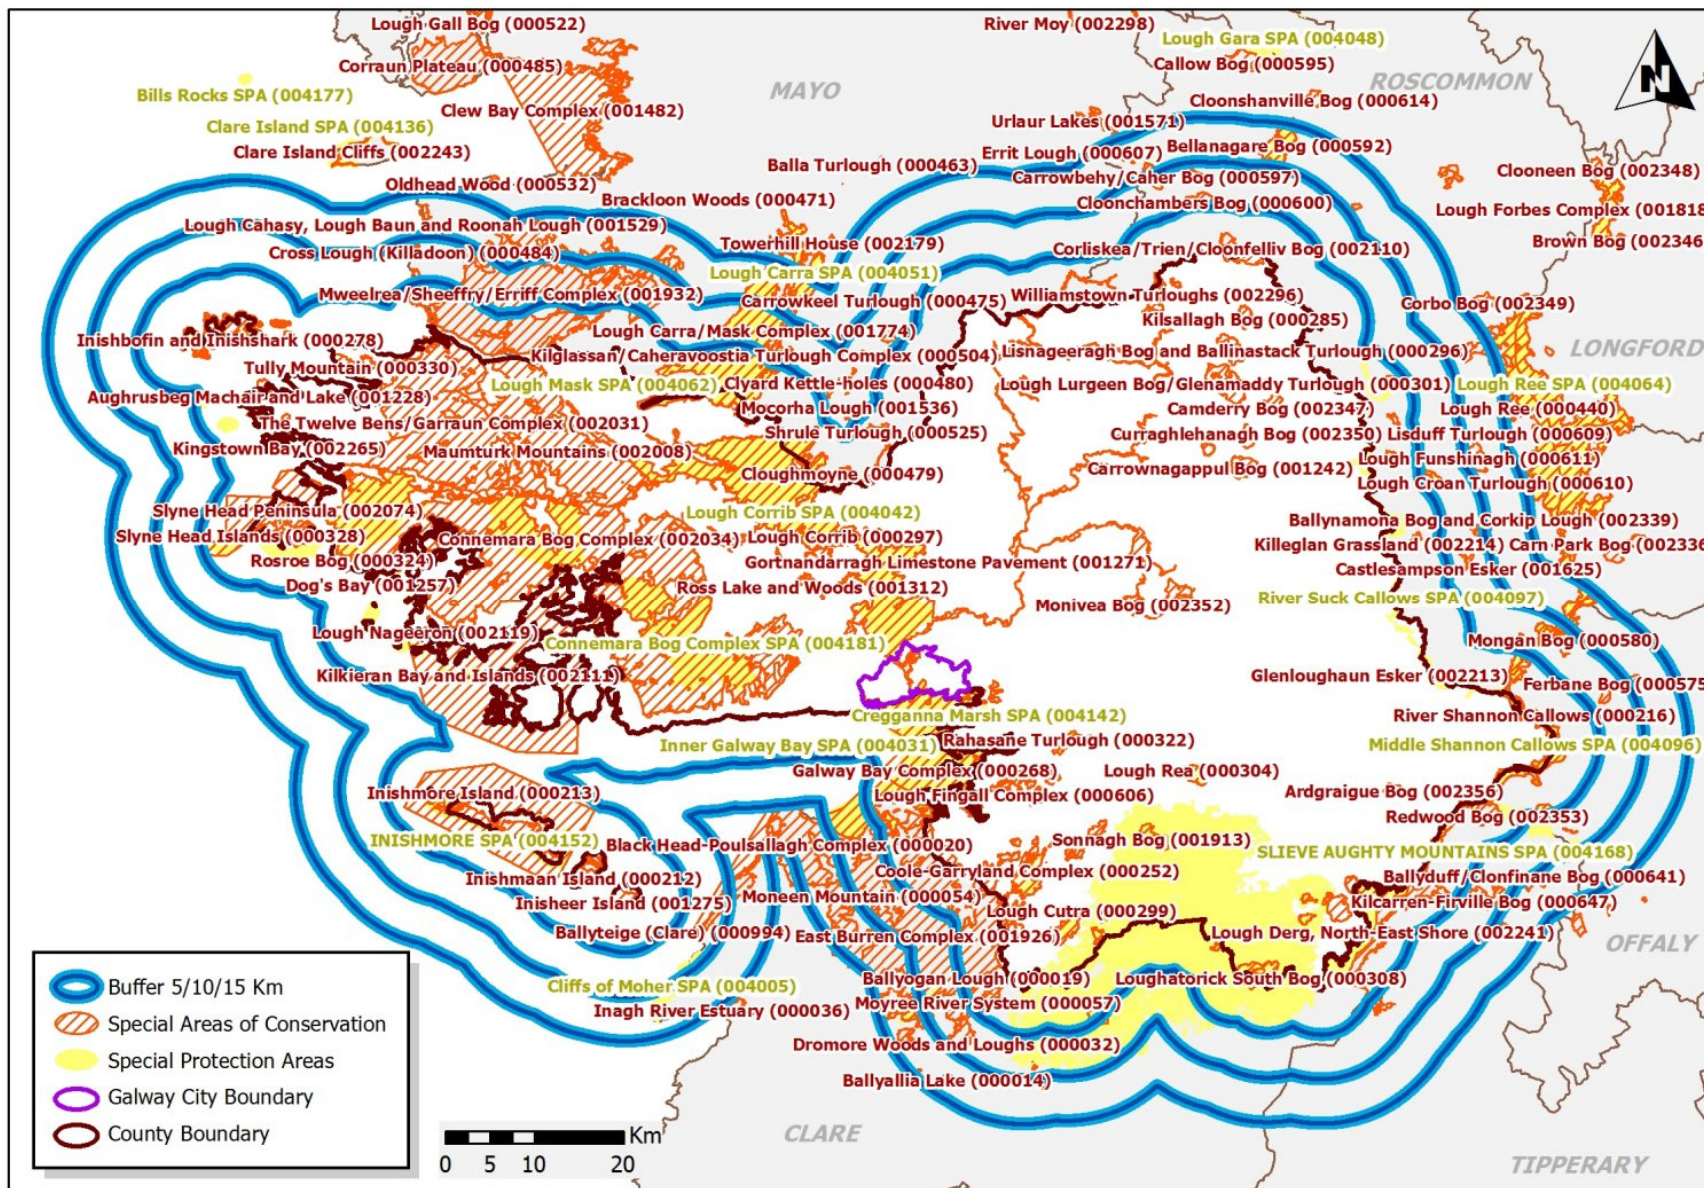 Lough Gall Bog (000522)
River Moy (002298)
Lough Gara SPA (004048)
Corraun Plateau (000485)
Callow Bog (000595)
ROSCOMMON
N
MAYO
Bills Rocks SPA (004177)
Cloonshanville Bog (000614)
Clew Bay Complex (001482)
Urlaur Lakes (001571)
Clare Island SPA (004136)
Clare Island Cliffs (002243)
Errit Lough (000607)
Bellanagare Bog (000592)
Balla Turlough (000463)
Clooneen Bog (002348)
Carrowbehy/Caher Bog (000597)
Oldhead Wood (000532)
Brackloon Woods (000471)
Cloonchambers Bog (000600)
Lough Forbes Complex (001818
Lough Cahasy, Lough Baun and Roonah Lough (001529)
Towerhill House (002179)
Brown Bog (002346
Cross Lough (Killadoon) (000484)
Corliskea/Trien/Cloonfelliv Bog (002110)
Lough Carra SPA (004051)
Mweelrea/Sheeffry/Erriff Complex (001932)
Carrowkeel Turlough (000475)
Williamstown Turloughs (002296)
Corbo Bog (002349)
Kilsallagh Bog (000285)
Lough Carra/Mask Complex (001774)
Inishbofin and Inishshark (000278)
LONGFORD
Kilglassan/Caheravoostia Turlough Complex (000504)
Lisnageeragh Bog and Ballinastack Turlough (000296)
Tully Mountain (000330)
Lough Mask SPA (004062)
Clyard Kettle-holes (000480)
Lough Lurgeen Bog/Glenamaddy Turlough (000301)
Lough Ree SPA (004064)
Aughrusbeg Machair and Lake (001228)
Mocorha Lough (001536)
Camderry Bog (002347)
Lough Ree (000440)
The Twelve Bens/Garraun Complex (002031)
Shrule Turlough (000525)
Curraghlehanagh Bog (002350)
Lisduff Turlough (000609)
Kingstown Bay (002265)
Maumturk Mountains (002008)
Lough Funshinagh (000611)
Cloughmoyne (000479)
Carrownagappul Bog (001242)
Lough Croan Turlough (000610)
Slyne Head Peninsula (002074)
Lough Corrib SPA (004042)
Ballynamona Bog and Corkip Lough (002339)
Slyne Head Islands (000328)
Connemara Bog Complex (002034)
Lough Corrib (000297)
Killeglan Grassland (002214)
Carn Park Bog (002336
Rosroe Bog (000324)
Gortnandarragh Limestone Pavement (001271)
Castlesampson Esker (001625)
Dog's Bay (001257)
Ross Lake and Woods (001312)
River Suck Callows SPA (004097)
Monivea Bog (002352)
Lough Nageeron (002119)
Connemara Bog Complex SPA (004181)
Mongan Bog (000580)
Kilkieran Bay and Islands (002111)
Glenloughaun Esker (002213)
Ferbane Bog (000575
Cregganna Marsh SPA (004142)
River Shannon Callows (000216)
Inner Galway Bay SPA (004031)
Rahasane Turlough (000322)
Middle Shannon Callows SPA (004096)
Galway Bay Complex (000268)
Lough Rea (000304)
Inishmore Island (000213)
Lough Fingall Complex (000606)
Ardgraigue Bog (002356)
Redwood Bog (002353)
INISHMORE SPA (004152)
Black Head-Poulsallagh Complex (000020)
Sonnagh Bog (001913)
SLIEVE AUGHTY MOUNTAINS SPA (004168)
Coole-Garryland Complex (000252)
Inishmaan Island (000212)
Ballyduff/Clonfinane Bog (000641)
Moneen Mountain (000054)
Inisheer Island (001275)
Lough Cutra (000299)
Kilcarren-Firville Bog (000647)
Ballyteige (Clare) (000994)
East Burren Complex (001926)
Lough Derg, North-East Shore (002241)
OFFALY
Ballyogan Lough (000019)
Loughatorick South Bog (000308)
Cliffs of Moher SPA (004005)
Inagh River Estuary (000036)
Moyree River System (000057)
Dromore Woods and Loughs (000032)
Ballyallia Lake (000014)
CLARE
TIPPERARY
Buffer 5/10/15 Km
Special Areas of Conservation
Special Protection Areas
Galway City Boundary
County Boundary
Km
0 5 10 20